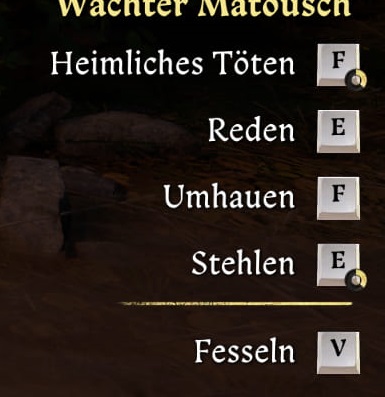 Wächter Matousch
Heimliches Töten F
Reden E
Umhauen F
Stehlen E
Fesseln V